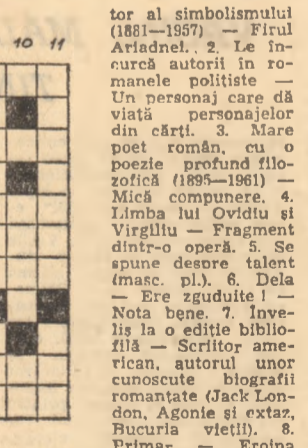 10 11
tor al simbolismului
(1881—1957) — Firul
Ariadnei. . 2. Le în-
curcă autorii în ro-
manele polițiste —
Un personaj care dă
viață personajelor
din cărți. 3. Mare
poet român, cu o
poezie profund filo-
zofică (1895—1961) —
Mică compunere. 4.
Limba lui Ovidiu și
Virgiliu — Fragment
dintr-o operă. 5. Se
spune despre talent
(masc. pl.). 6. Dela
— Ere zguduite ! —
Nota bene. 7. Înve-
liș la o ediție biblio-
filă — Scriitor ame-
rican, autorul unor
cunoscute biografii
romanțate (Jack Lon-
don, Agonie și extaz,
Bucuria vieții). 8.
Primar — Eroina